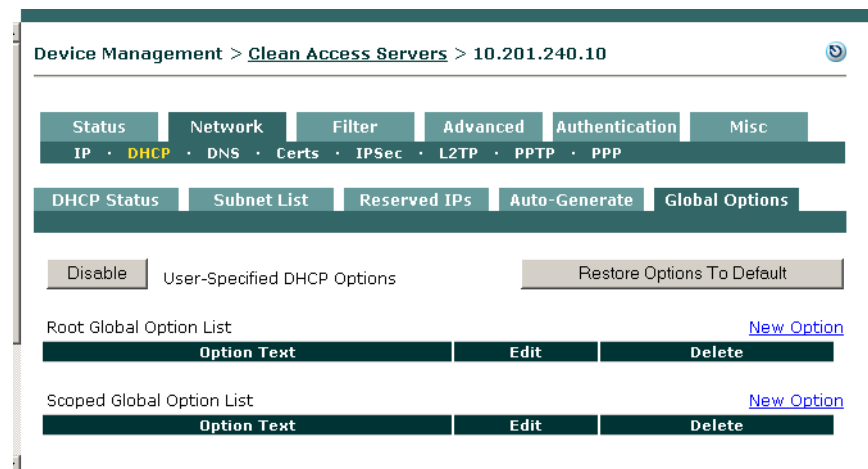 Device Management > Clean Access Servers > 10.201.240.10
Status Network Filter Advanced Authentication Misc
IP · DHCP · DNS · Certs · IPSec · L2TP · PPTP · PPP
DHCP Status Subnet List Reserved IPs Auto-Generate Global Options
Disable User-Specified DHCP Options Restore Options To Default
Root Global Option List New Option
Option Text Edit Delete
Scoped Global Option List New Option
Option Text Edit Delete